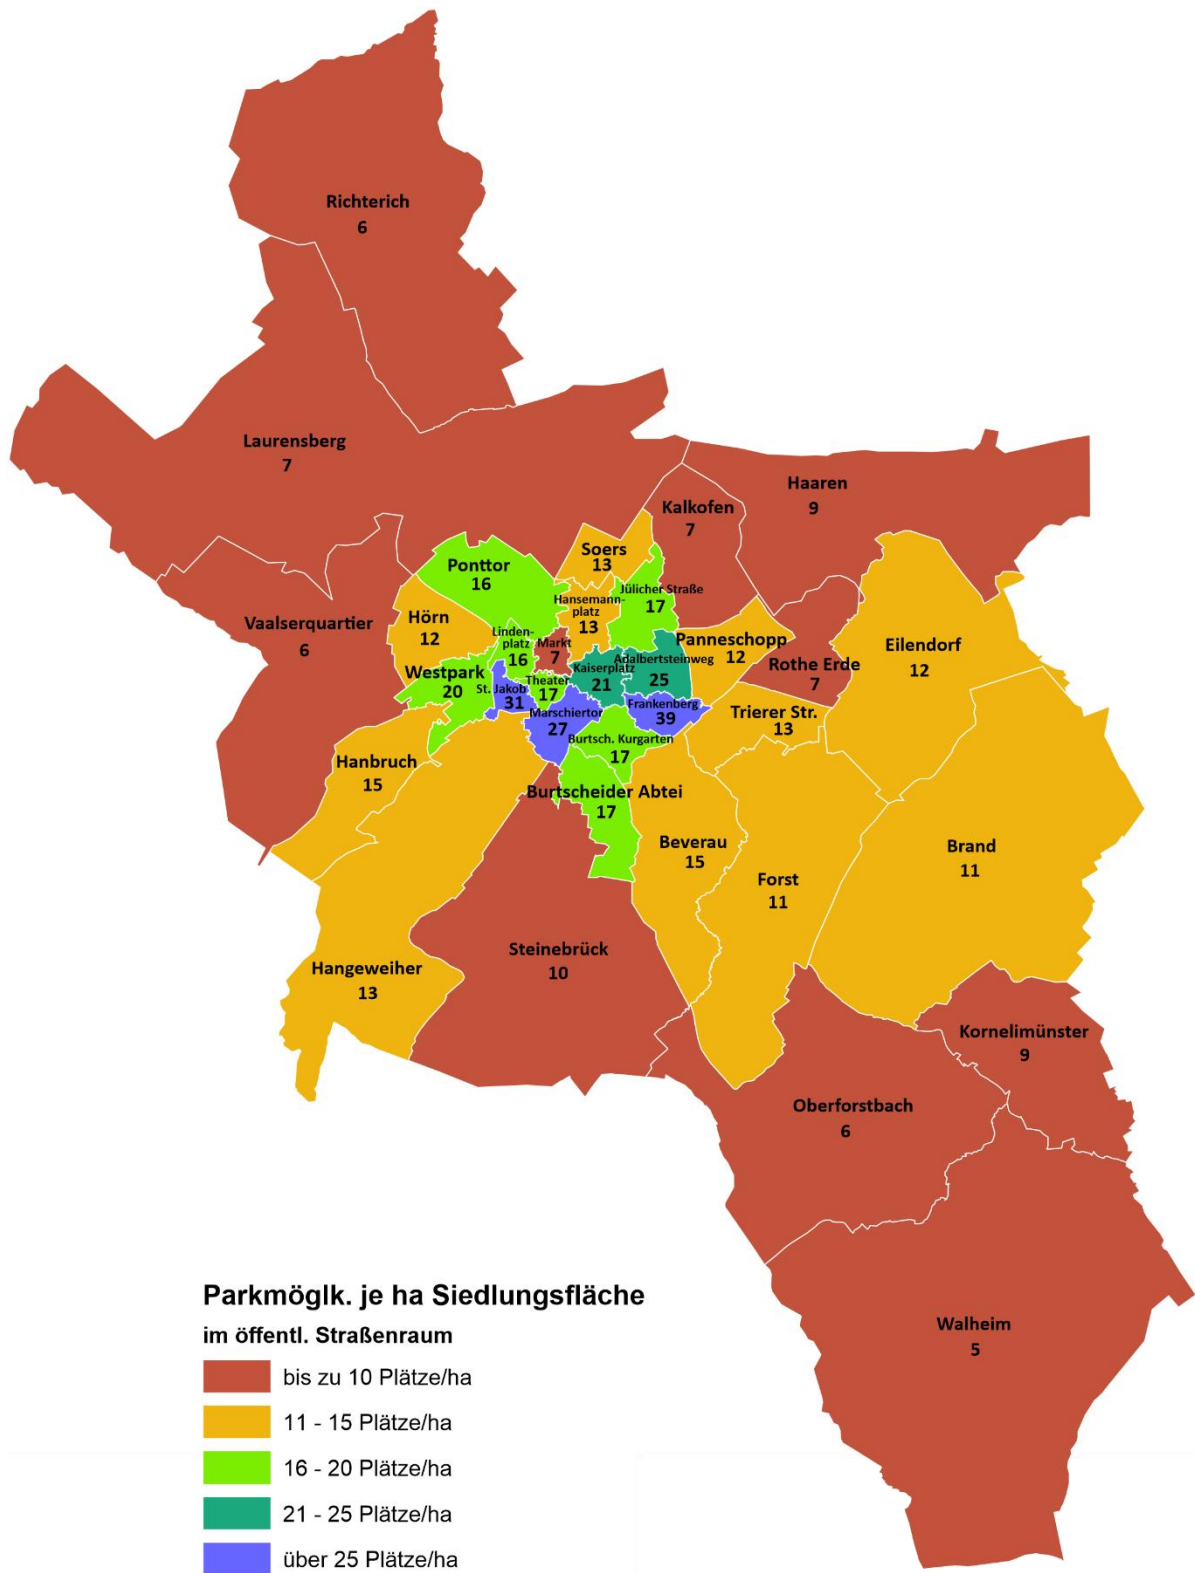 Richterich
6
Laurensberg
7
Haaren
9
Kalkofen
7
Soers
13
Ponttor
16
Jülicher Straße
17
Hansemann-
platz
13
Hörn
12
Vaalserquartier
6
Linden-
platz
16
Markt
7
Panneschopp
12
Eilendorf
12
Adalbertsteinweg
25
Kaiserplatz
21
Rothe Erde
7
Westpark
20
Theater
17
St. Jakob
31
Frankenberg
39
Marschiertor
27
Trierer Str.
13
Burtsch. Kurgarten
17
Hanbruch
15
Burtscheider Abtei
17
Beverau
15
Brand
11
Forst
11
Steinebrück
10
Hangeweiher
13
Kornelimünster
9
Oberforstbach
6
Walheim
5
Parkmöglk. je ha Siedlungsfläche
im öffentl. Straßenraum
bis zu 10 Plätze/ha
11 - 15 Plätze/ha
16 - 20 Plätze/ha
21 - 25 Plätze/ha
über 25 Plätze/ha